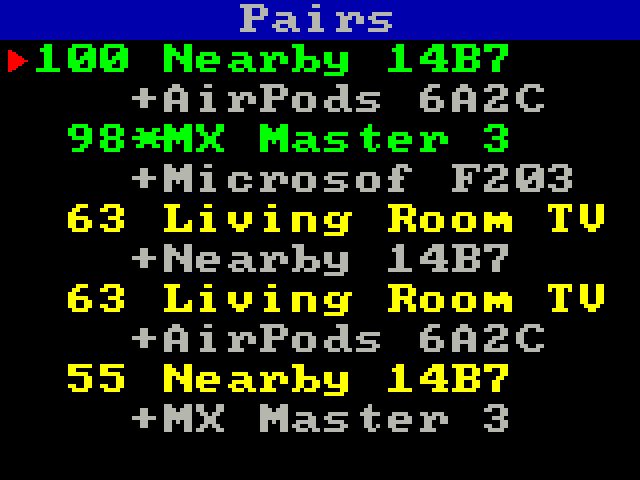 Pairs
100 Nearby 14B7
+AirPods 6A2C
98*MX Master 3
+Microsof F203
63 Living Room TV
+Nearby 14B7
63 Living Room TV
+AirPods 6A2C
55 Nearby 14B7
+MX Master 3